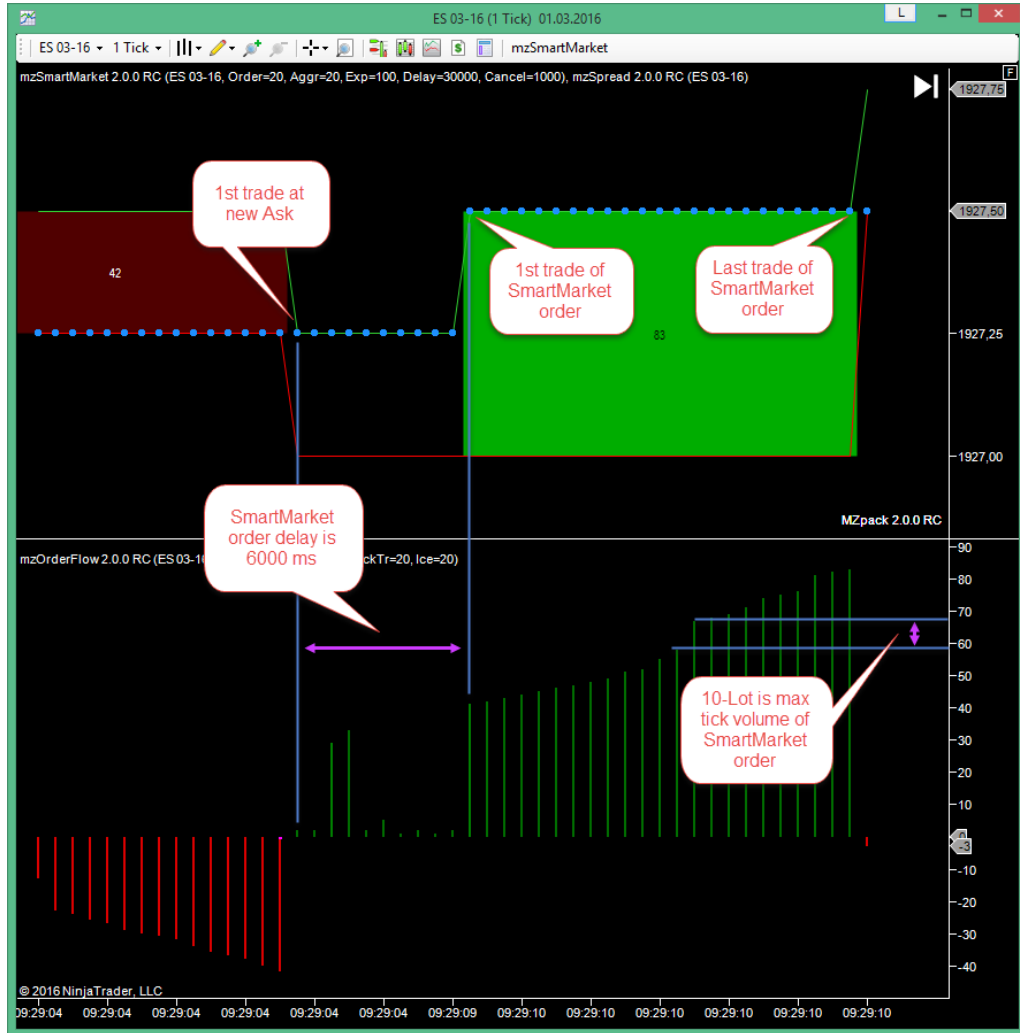 ES 03-16 (1 Tick) 01.03.2016
L
ES 03-16 1 Tick mzSmartMarket
mzSmartMarket 2.0.0 RC (ES 03-16, Order=20, Aggr=20, Exp=100, Delay=30000, Cancel=1000), mzSpread 2.0.0 RC (ES 03-16)
F
1927,75
1st trade at
new Ask
1927,50
42
1st trade of
SmartMarket
order
Last trade of
SmartMarket
order
1927,25
83
1927,00
SmartMarket
order delay is
6000 ms
MZpack 2.0.0 RC
mzOrderFlow 2.0.0 RC (ES 03-16
ckTr=20, Ice=20)
90
80
70
60
50
40
30
20
10
0
-3
-10
-20
-30
-40
10-Lot is max
tick volume of
SmartMarket
order
© 2016 NinjaTrader, LLC
09:29:04 09:29:04 09:29:04 09:29:04 09:29:04 09:29:04 09:29:04 09:29:09 09:29:09 09:29:10 09:29:10 09:29:10 09:29:10 09:29:10 09:29:10